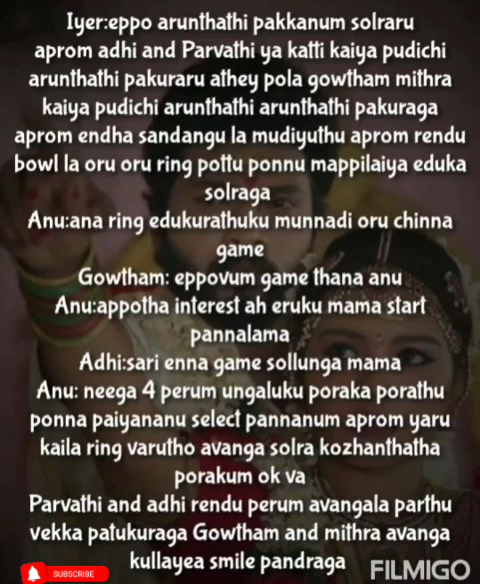 Iyer:eppo arunthathi pakkanum solraru
aprom adhi and Parvathi ya katti kaiya pudichi
arunthathi pakuraru athey pola gowtham mithra
kaiya pudichi arunthathi arunthathi pakuraga
aprom endha sandangu la mudiyuthu aprom rendu
bowl la oru oru ring pottu ponnu mappilaiya eduka
solraga
Anu:ana ring edukurathuku munnadi oru chinna
game
Gowtham: eppovum game thana anu
Anu:appotha interest ah eruku mama start
pannalama
Adhi:sari enna game sollunga mama
Anu: neega 4 perum ungaluku poraka porathu
ponna paiyananu select pannanum aprom yaru
kaila ring varutho avanga solra kozhanthatha
porakum ok va
Parvathi and adhi rendu perum avangala parthu
vekka patukuraga Gowtham and mithra avanga
kullayea smile pandraga
SUBSCRIBE
FILMIGO